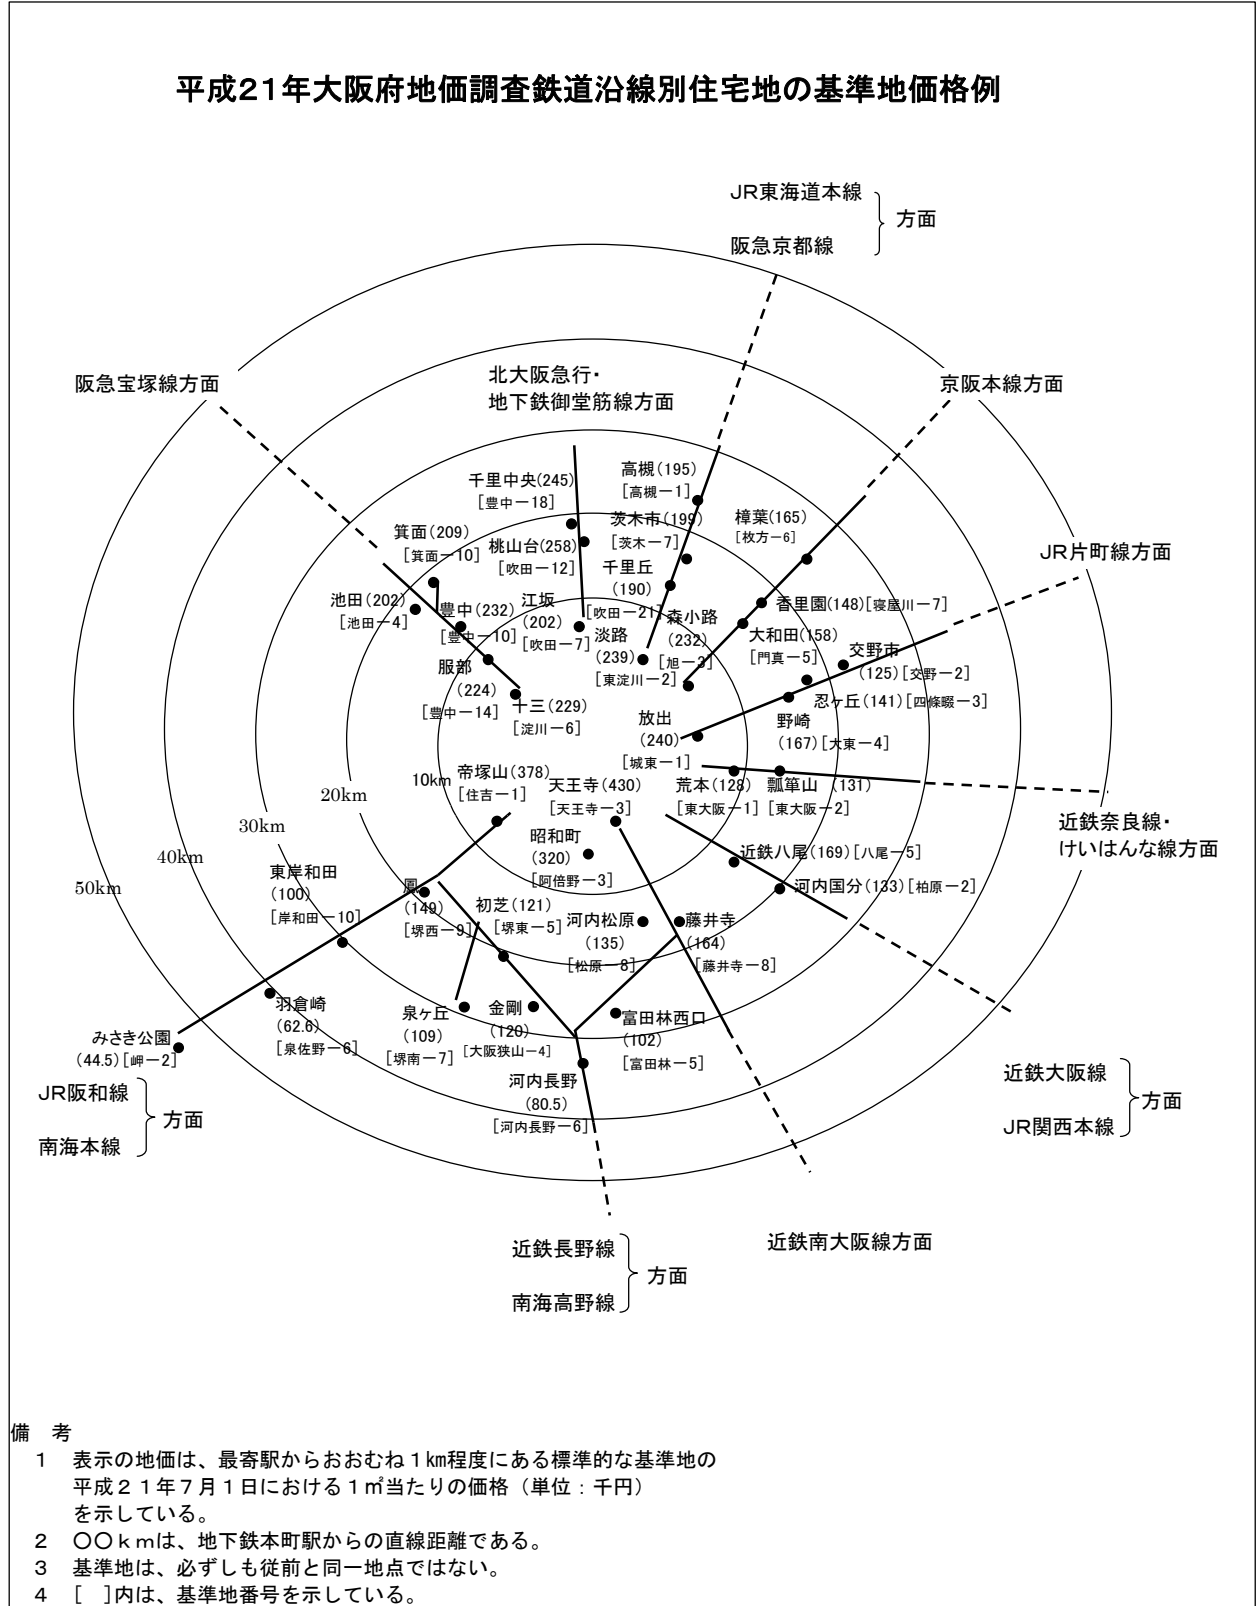 平成21年大阪府地価調査鉄道沿線別住宅地の基準地価格例
JR東海道本線
方面
阪急京都線
阪急宝塚線方面
北大阪急行・
地下鉄御堂筋線方面
京阪本線方面
高槻(195)
[高槻－1]
千里中央(245)
[豊中－18]
茨木市(199)
[茨木－7]
樟葉(165)
[枚方－6]
箕面(209)
[箕面－10]
桃山台(258)
[吹田－12]
千里丘
(190)
[吹田－21]
JR片町線方面
池田(202)
[池田－4]
豊中(232)
[豊中－10]
江坂
(202)
[吹田－7]
森小路
(232)
[旭－3]
香里園(148)[寝屋川－7]
大和田(158)
[門真－5]
淡路
(239)
[東淀川－2]
交野市
(125)[交野－2]
服部
(224)
[豊中－14]
忍ヶ丘(141)[四條畷－3]
十三(229)
[淀川－6]
放出
(240)
[城東－1]
野崎
(167)[大東－4]
帝塚山(378)
[住吉－1]
天王寺(430)
[天王寺－3]
荒本(128)
[東大阪－1]
瓢箪山 (131)
[東大阪－2]
10km
20km
30km
40km
50km
近鉄奈良線・
けいはんな線方面
昭和町
(320)
[阿倍野－3]
近鉄八尾(169)[八尾－5]
河内国分(133)[柏原－2]
東岸和田
(100)
[岸和田－10]
鳳
(149)
[堺西－9]
初芝(121)
[堺東－5]
河内松原
(135)
[松原－8]
藤井寺
(164)
[藤井寺－8]
羽倉崎
(62.6)
[泉佐野－6]
泉ヶ丘
(109)
[堺南－7]
金剛
(120)
[大阪狭山－4]
富田林西口
(102)
[富田林－5]
みさき公園
(44.5)[岬－2]
河内長野
(80.5)
[河内長野－6]
JR阪和線
方面
南海本線
近鉄大阪線
方面
JR関西本線
近鉄長野線
方面
南海高野線
近鉄南大阪線方面
備　考
1　表示の地価は、最寄駅からおおむね１㎞程度にある標準的な基準地の
平成２１年７月１日における１㎡当たりの価格（単位：千円）
を示している。
2　〇〇ｋｍは、地下鉄本町駅からの直線距離である。
3　基準地は、必ずしも従前と同一地点ではない。
4　[　]内は、基準地番号を示している。